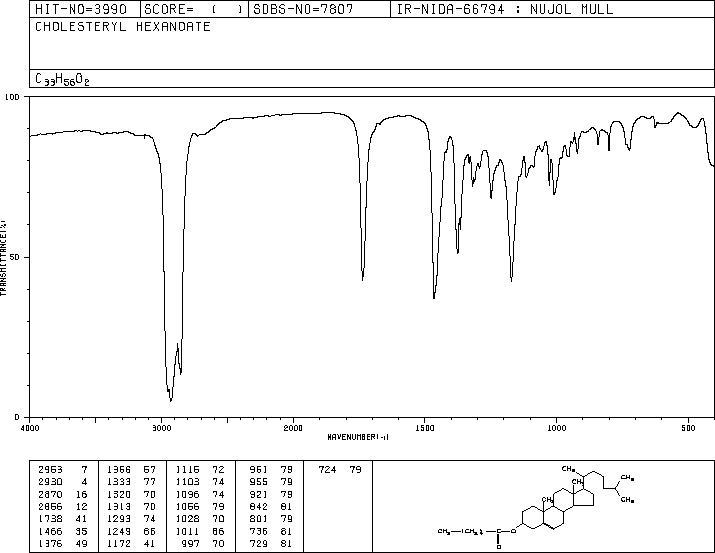 HIT-NO=3990 SCORE= ( ) SDBS-NO=7807 IR-NIDA-66794 : NUJOL MULL
CHOLESTERYL HEXANOATE
C33H56O2
100
50
0
TRANSMITTANCE(%)
4000 3000 2000 1500 1000 500
WAVENUMBER(-1)
2953 7 1366 57 1116 72 961 79 724 79
2930 4 1333 77 1103 74 955 79
2870 16 1320 70 1096 74 921 79
2866 12 1313 70 1066 79 842 81
1738 41 1293 74 1028 70 801 79
1466 35 1249 66 1011 86 736 81
1376 49 1172 41 997 70 729 81
CH3
CH3
CH3
CH3
CH3
CH3
C
O
O